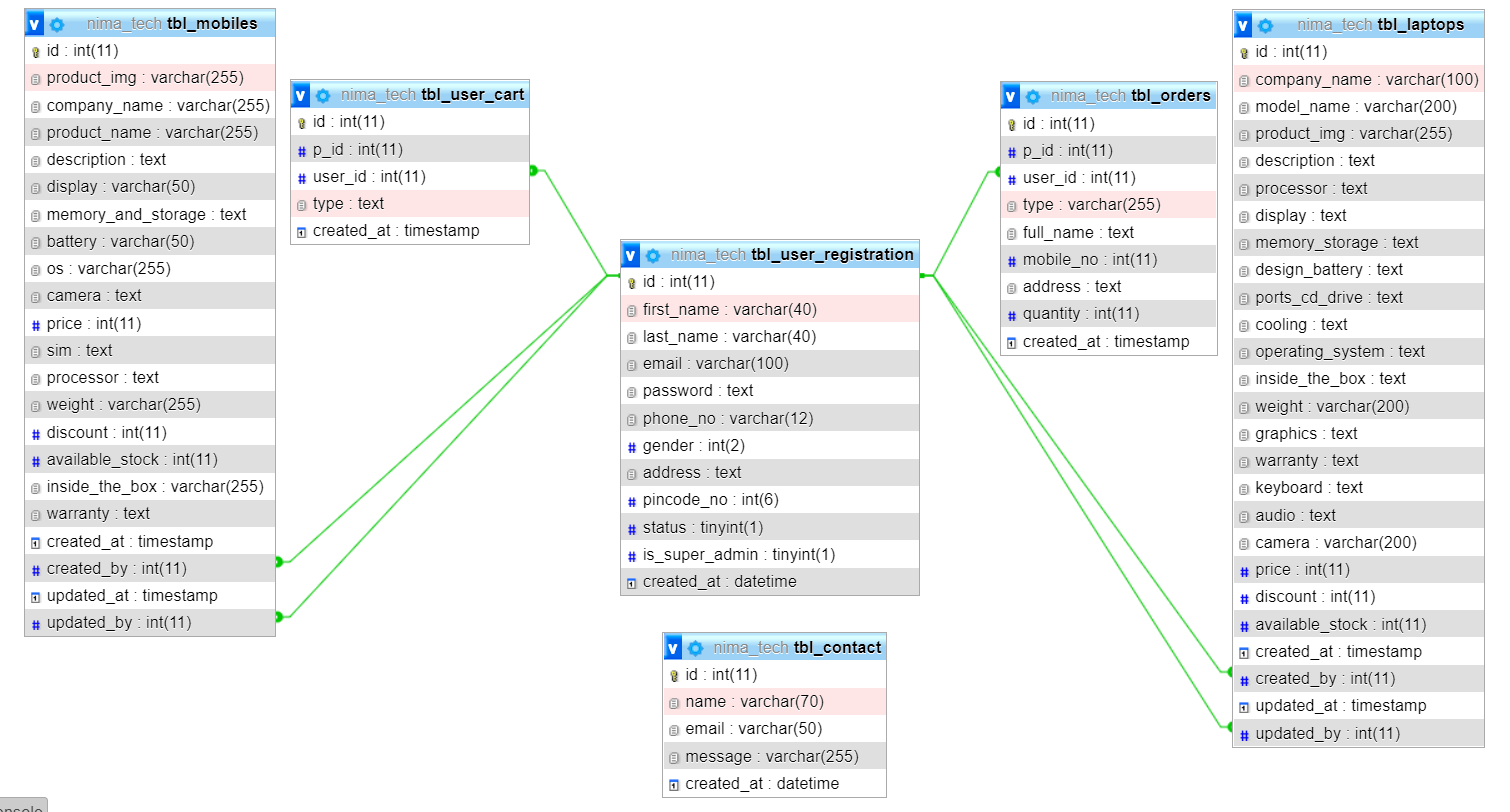 nima_tech tbl_mobiles
id : int(11)
product_img : varchar(255)
company_name : varchar(255)
product_name : varchar(255)
description : text
display : varchar(50)
memory_and_storage : text
battery : varchar(50)
os : varchar(255)
camera : text
price : int(11)
sim : text
processor : text
weight : varchar(255)
discount : int(11)
available_stock : int(11)
inside_the_box : varchar(255)
warranty : text
created_at : timestamp
created_by : int(11)
updated_at : timestamp
updated_by : int(11)
nima_tech tbl_user_cart
id : int(11)
p_id : int(11)
user_id : int(11)
type : text
created_at : timestamp
nima_tech tbl_user_registration
id : int(11)
first_name : varchar(40)
last_name : varchar(40)
email : varchar(100)
password : text
phone_no : varchar(12)
gender : int(2)
address : text
pincode_no : int(6)
status : tinyint(1)
is_super_admin : tinyint(1)
created_at : datetime
nima_tech tbl_contact
id : int(11)
name : varchar(70)
email : varchar(50)
message : varchar(255)
created_at : datetime
nima_tech tbl_orders
id : int(11)
p_id : int(11)
user_id : int(11)
type : varchar(255)
full_name : text
mobile_no : int(11)
address : text
quantity : int(11)
created_at : timestamp
nima_tech tbl_laptops
id : int(11)
company_name : varchar(100)
model_name : varchar(200)
product_img : varchar(255)
description : text
processor : text
display : text
memory_storage : text
design_battery : text
ports_cd_drive : text
cooling : text
operating_system : text
inside_the_box : text
weight : varchar(200)
graphics : text
warranty : text
keyboard : text
audio : text
camera : varchar(200)
price : int(11)
discount : int(11)
available_stock : int(11)
created_at : timestamp
created_by : int(11)
updated_at : timestamp
updated_by : int(11)